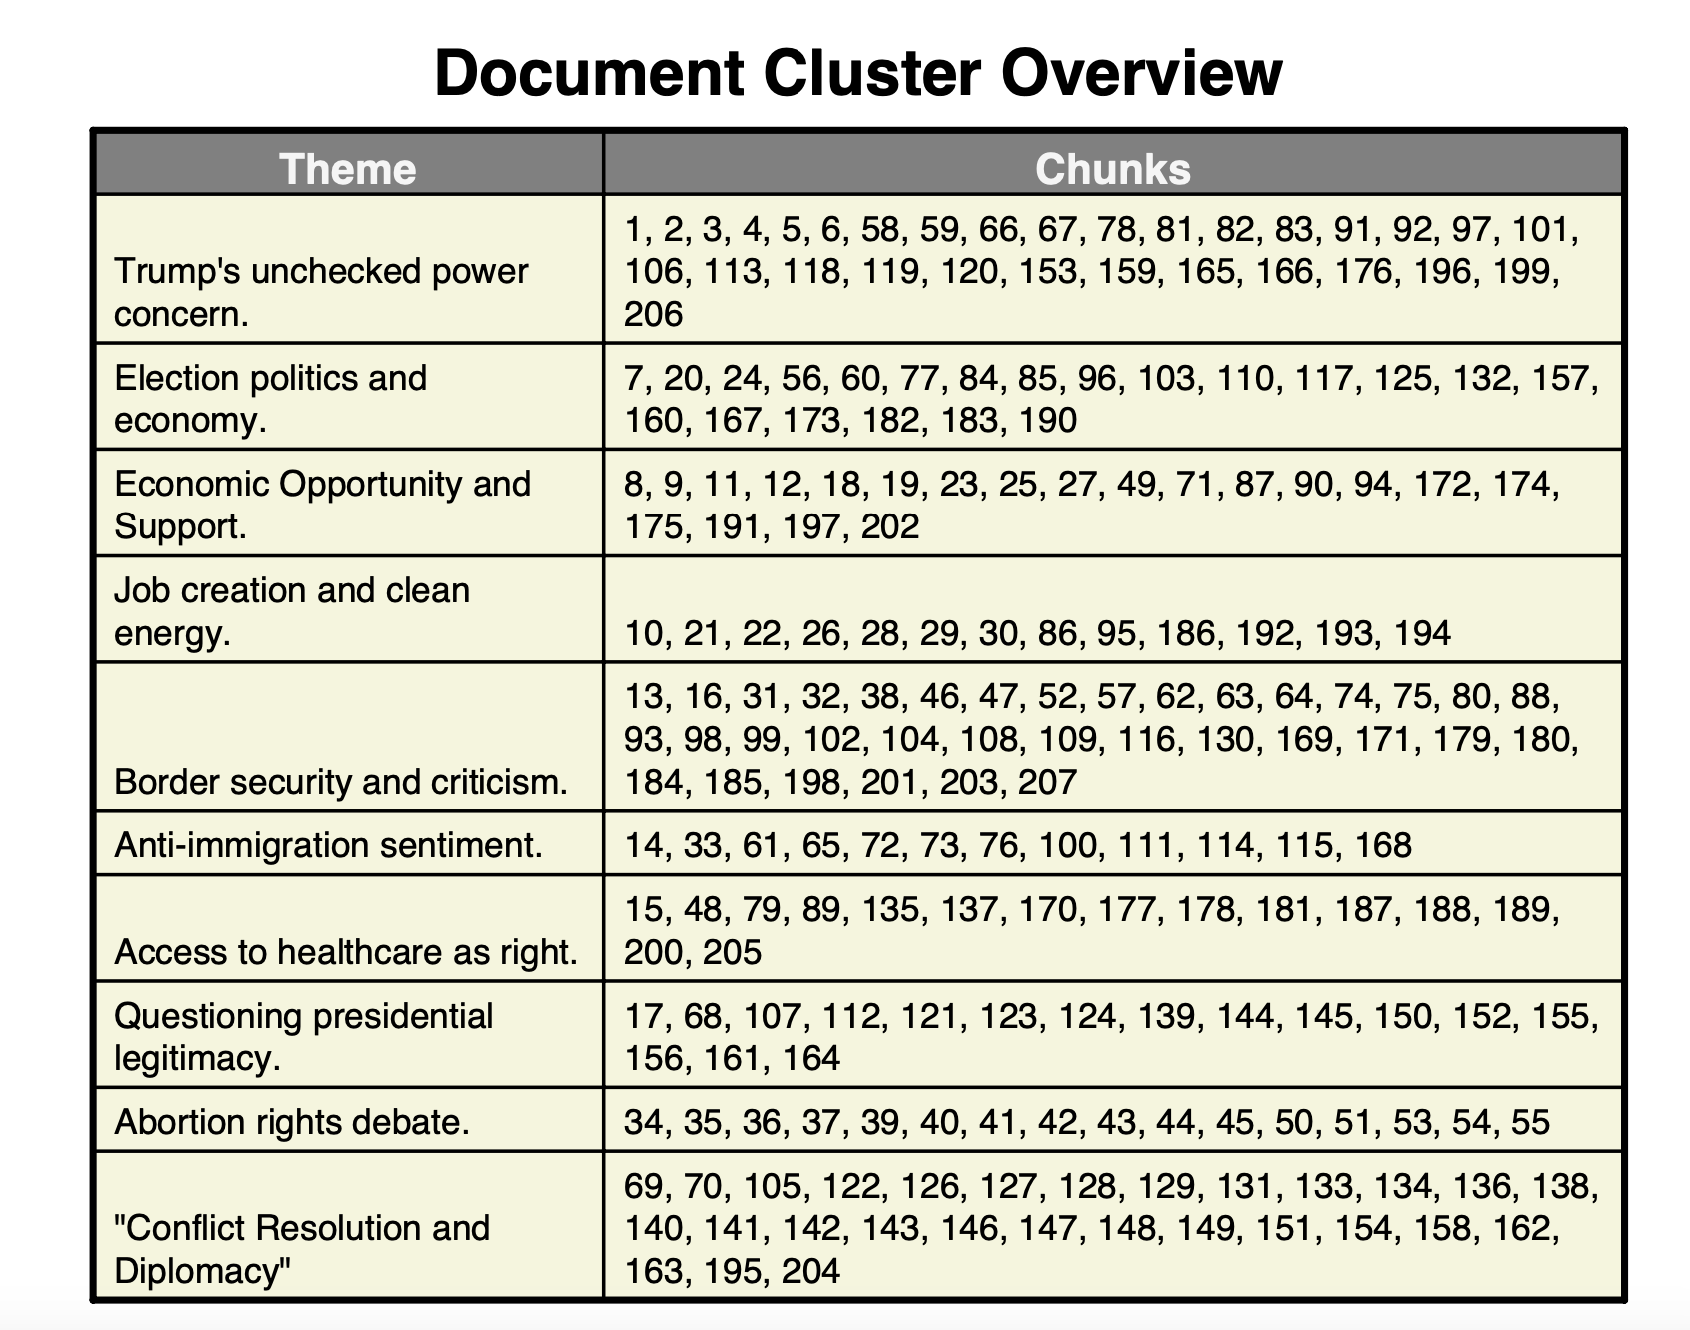 Document Cluster Overview
Theme
Chunks
Trump's unchecked power
concern.
1, 2, 3, 4, 5, 6, 58, 59, 66, 67, 78, 81, 82, 83, 91, 92, 97, 101,
106, 113, 118, 119, 120, 153, 159, 165, 166, 176, 196, 199,
206
Election politics and
economy.
7, 20, 24, 56, 60, 77, 84, 85, 96, 103, 110, 117, 125, 132, 157,
160, 167, 173, 182, 183, 190
Economic Opportunity and
Support.
8, 9, 11, 12, 18, 19, 23, 25, 27, 49, 71, 87, 90, 94, 172, 174,
175, 191, 197, 202
Job creation and clean
energy.
10, 21, 22, 26, 28, 29, 30, 86, 95, 186, 192, 193, 194
Border security and criticism.
13, 16, 31, 32, 38, 46, 47, 52, 57, 62, 63, 64, 74, 75, 80, 88,
93, 98, 99, 102, 104, 108, 109, 116, 130, 169, 171, 179, 180,
184, 185, 198, 201, 203, 207
Anti-immigration sentiment.
14, 33, 61, 65, 72, 73, 76, 100, 111, 114, 115, 168
Access to healthcare as right.
15, 48, 79, 89, 135, 137, 170, 177, 178, 181, 187, 188, 189,
200, 205
Questioning presidential
legitimacy.
17, 68, 107, 112, 121, 123, 124, 139, 144, 145, 150, 152, 155,
156, 161, 164
Abortion rights debate.
34, 35, 36, 37, 39, 40, 41, 42, 43, 44, 45, 50, 51, 53, 54, 55
"Conflict Resolution and
Diplomacy"
69, 70, 105, 122, 126, 127, 128, 129, 131, 133, 134, 136, 138,
140, 141, 142, 143, 146, 147, 148, 149, 151, 154, 158, 162,
163, 195, 204